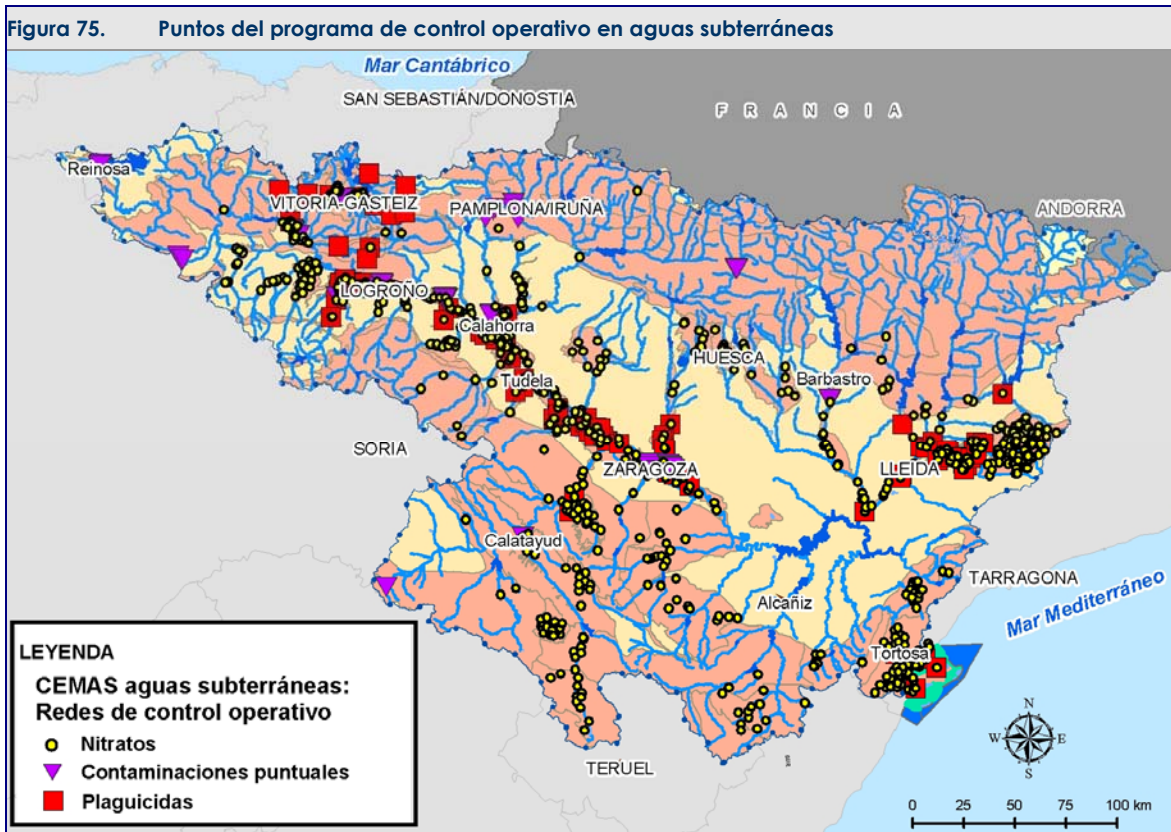 Figura 75. Puntos del programa de control operativo en aguas subterráneas
Mar Cantábrico
SAN SEBASTIÁN/DONOSTIA
FRANCIA
Reinosa
VITORIA-GASTEIZ
PAMPLONA/IRUÑA
ANDORRA
LOGROÑO
Calahorra
HUESCA
Tudela
Barbastro
SORIA
ZARAGOZA
LLEIDA
Calatayud
TARRAGONA
Alcañiz
Mar Mediterráneo
Tortosa
TERUEL
LEYENDA
CEMAS aguas subterráneas:
Redes de control operativo
Nitratos
Contaminaciones puntuales
Plaguicidas
N
W E
S
0 25 50 75 100 km